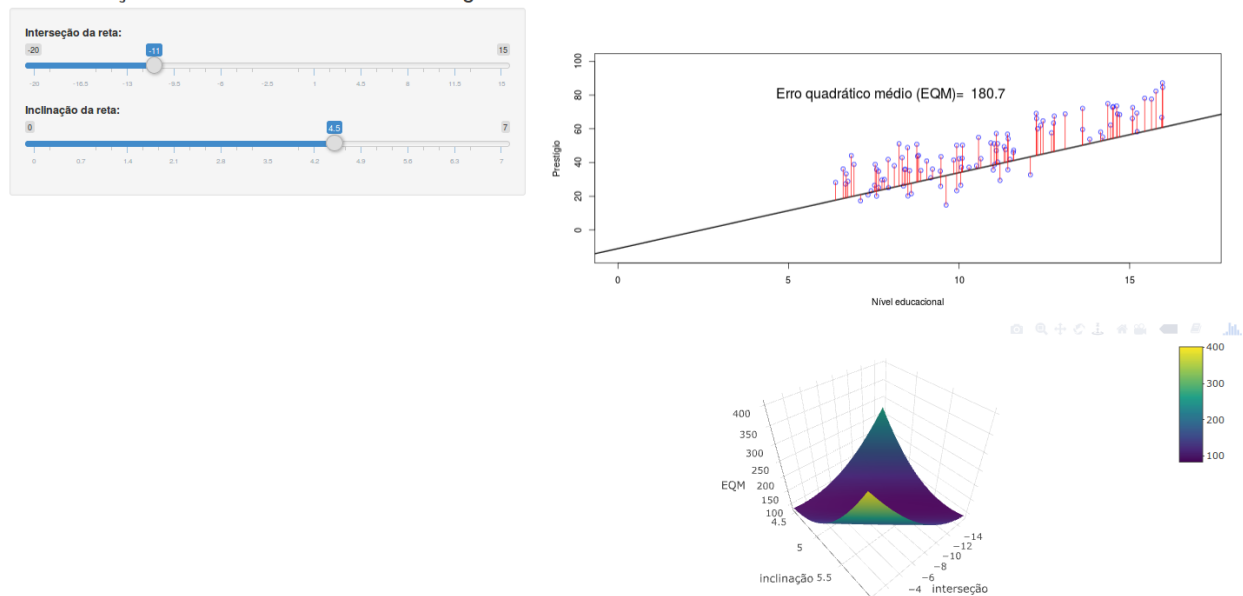 Interseção da reta:
-20 -11 15
-20 -16.5 -13 -9.5 -6 -2.5 1 4.5 8 11.5 15
Inclinação da reta:
0 4.5 7
0 0.7 1.4 2.1 2.8 3.5 4.2 4.9 5.6 6.3 7
Erro quadrático médio (EQM)= 180.7
Prestígio
100
80
60
40
20
0
0 5 10 15
Nível educacional
400
300
200
100
400
350
300
250
200
150
100
EQM
4.5
5
5.5
inclinação
−14
−12
−10
−8
−6
−4
interseção